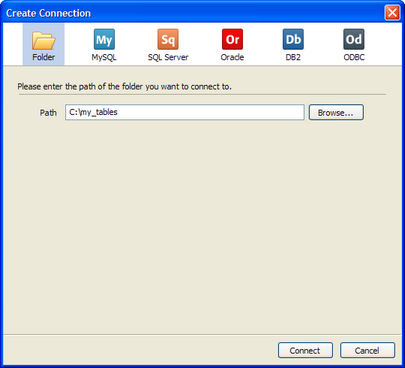 Create Connection
My Sq Or Db Od
Folder MySQL SQL Server Oracle DB2 ODBC
Please enter the path of the folder you want to connect to.
Path C:\my_tables Browse...
Connect Cancel